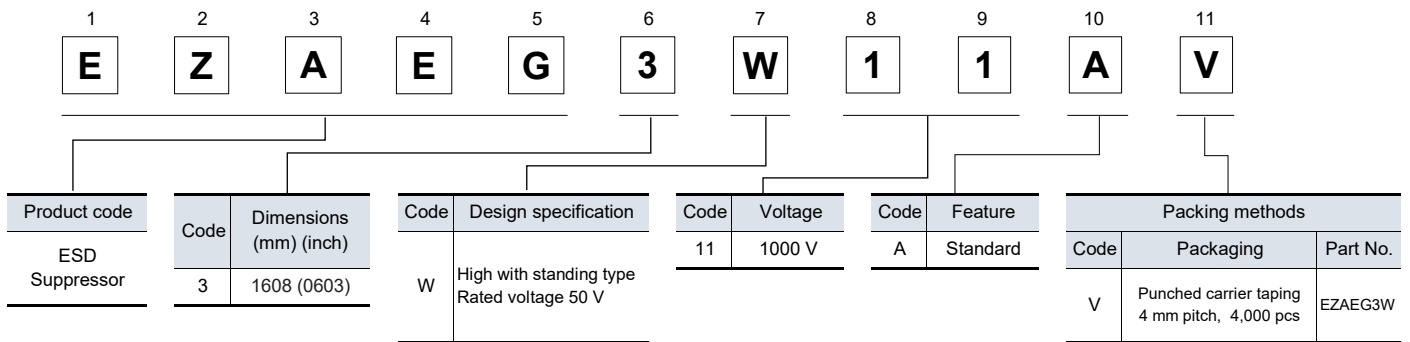 1 2 3 4 5 6 7 8 9 10 11
E Z A E G 3 W 1 1 A V
Product code
ESD
Suppressor
Code Dimensions
(mm) (inch)
3 1608 (0603)
Code Design specification
W High with standing type
Rated voltage 50 V
Code Voltage
11 1000 V
Code Feature
A Standard
Packing methods
Code Packaging Part No.
V Punched carrier taping
4 mm pitch, 4,000 pcs
EZAEG3W